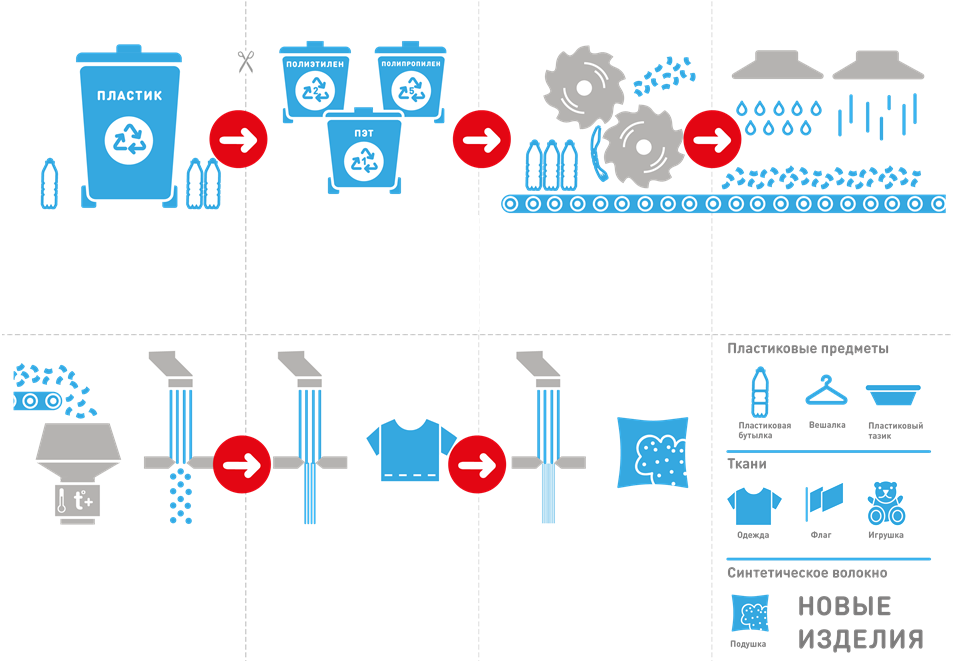 ПЛАСТИК
ПОЛИЭТИЛЕН
2
ПОЛИПРОПИЛЕН
5
ПЭТ
1
t°+
Пластиковые предметы
Пластиковая
бутылка
Вешалка
Пластиковый
тазик
Ткани
Одежда
Флаг
Игрушка
Синтетическое волокно
Подушка
НОВЫЕ
ИЗДЕЛИЯ